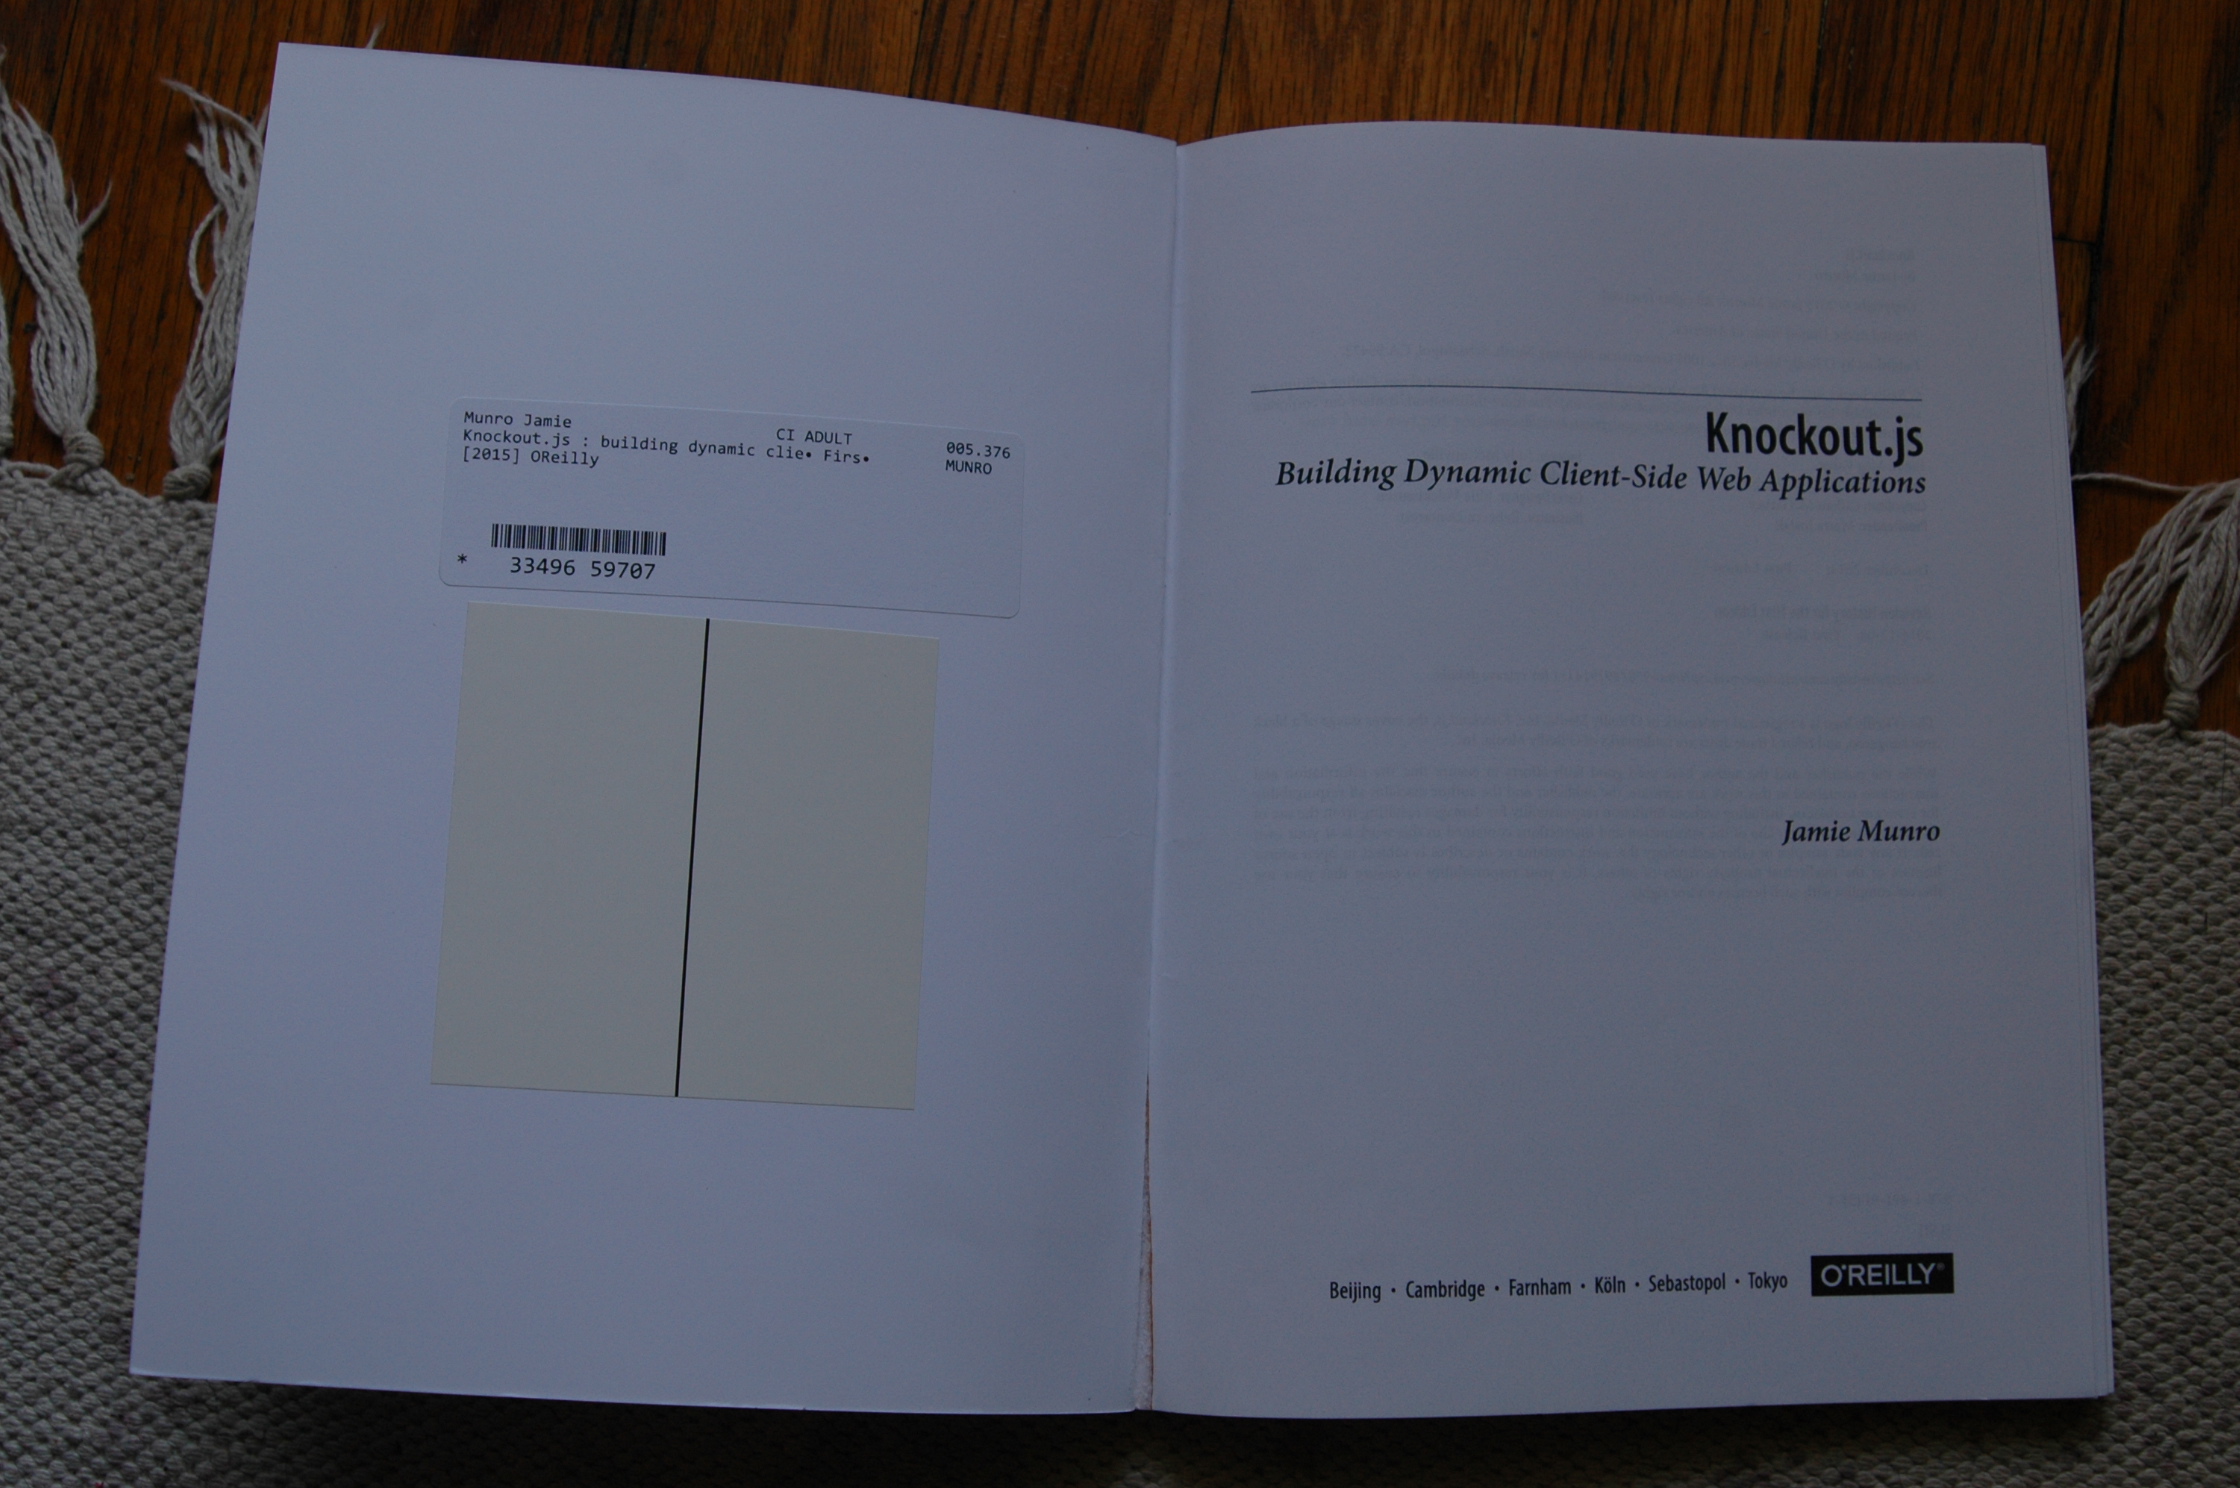 Munro Jamie
CI ADULT 005.376
Knockout.js : building dynamic clie• Firs• MUNRO
[2015] OReilly
* 33496 59707
Knockout.js
Building Dynamic Client-Side Web Applications
Jamie Munro
Beijing • Cambridge • Farnham • Köln • Sebastopol • Tokyo O'REILLY®